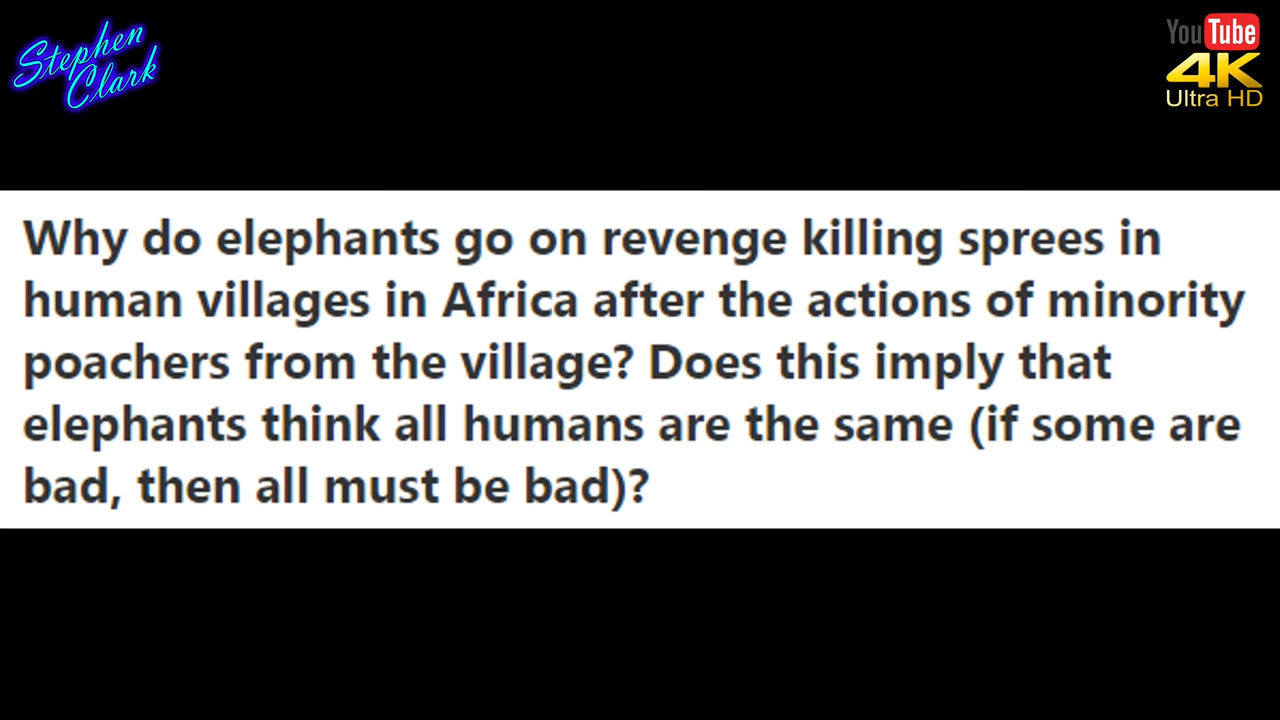 Stephen
Clark
YouTube
4K
Ultra HD
Why do elephants go on revenge killing sprees in
human villages in Africa after the actions of minority
poachers from the village? Does this imply that
elephants think all humans are the same (if some are
bad, then all must be bad)?